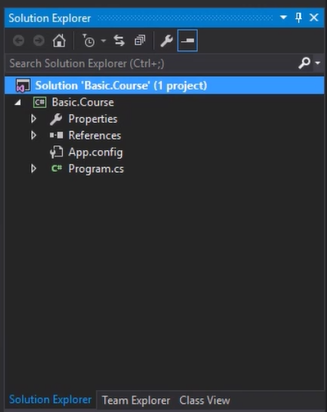 Solution Explorer
Search Solution Explorer (Ctrl+;)
Solution 'Basic.Course' (1 project)
C# Basic.Course
Properties
References
App.config
C# Program.cs
Solution Explorer Team Explorer Class View